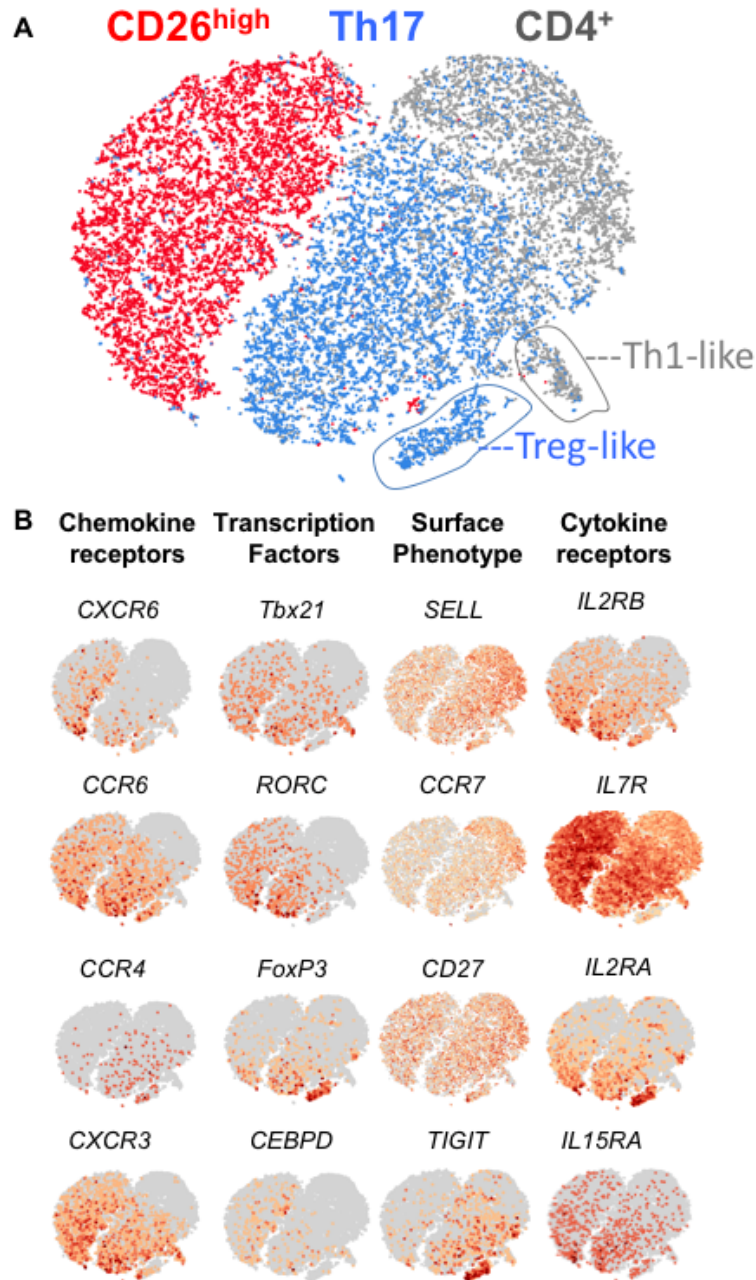 A CD26high Th17 CD4+
---Th1-like
---Treg-like
B Chemokine receptors Transcription Factors Surface Phenotype Cytokine receptors
CXCR6 Tbx21 SELL IL2RB
CCR6 RORC CCR7 IL7R
CCR4 FoxP3 CD27 IL2RA
CXCR3 CEBPD TIGIT IL15RA